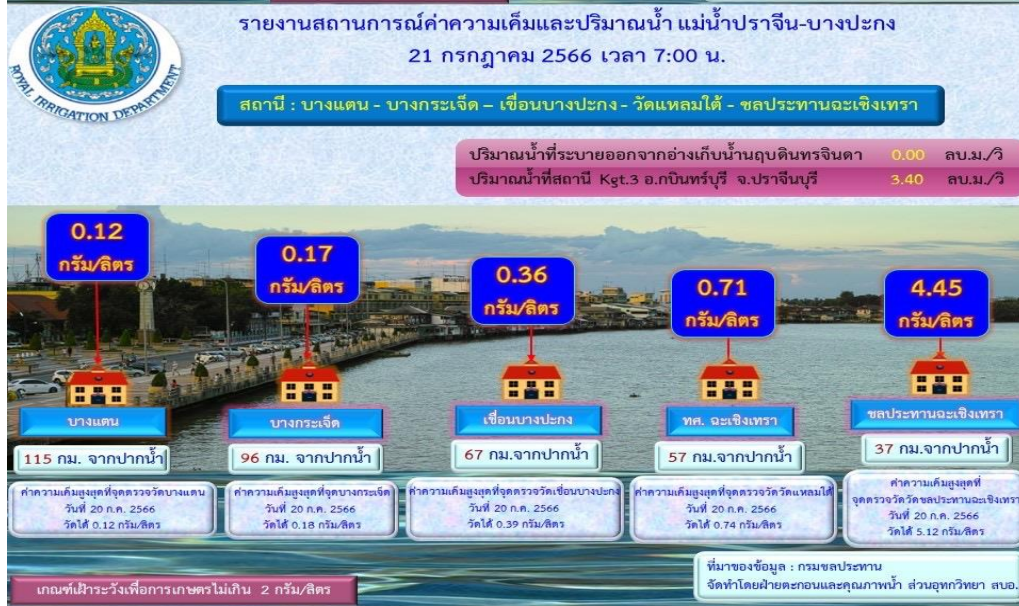 รายงานสถานการณ์ค่าความเค็มและปริมาณน้ำ แม่น้ำปราจีน-บางปะกง
21 กรกฎาคม 2566 เวลา 7:00 น.
ROYAL IRRIGATION DEPARTMENT
สถานี : บางแตน - บางกระเจ็ด – เขื่อนบางปะกง - วัดแหลมใต้ - ชลประทานฉะเชิงเทรา
ปริมาณน้ำที่ระบายออกจากอ่างเก็บน้ำนฤบดินทรจินดา 0.00 ลบ.ม./วิ
ปริมาณน้ำที่สถานี Kgt.3 อ.กบินทร์บุรี จ.ปราจีนบุรี 3.40 ลบ.ม./วิ
0.12
กรัม/ลิตร
0.17
กรัม/ลิตร
0.36
กรัม/ลิตร
0.71
กรัม/ลิตร
4.45
กรัม/ลิตร
บางแตน
บางกระเจ็ด
เขื่อนบางปะกง
ทศ. ฉะเชิงเทรา
ชลประทานฉะเชิงเทรา
115 กม. จากปากน้ำ
96 กม. จากปากน้ำ
67 กม.จากปากน้ำ
57 กม.จากปากน้ำ
37 กม.จากปากน้ำ
ค่าความเค็มสูงสุดที่จุดตรวจวัดบางแตน
วันที่ 20 ก.ค. 2566
วัดได้ 0.12 กรัม/ลิตร
ค่าความเค็มสูงสุดที่จุดบางกระเจ็ด
วันที่ 20 ก.ค. 2566
วัดได้ 0.18 กรัม/ลิตร
ค่าความเค็มสูงสุดที่จุดตรวจวัดเขื่อนบางปะกง
วันที่ 20 ก.ค. 2566
วัดได้ 0.39 กรัม/ลิตร
ค่าความเค็มสูงสุดที่จุดตรวจวัดวัดแหลมใต้
วันที่ 20 ก.ค. 2566
วัดได้ 0.74 กรัม/ลิตร
ค่าความเค็มสูงสุดที่
จุดตรวจวัดวัดชลประทานฉะเชิงเทรา
วันที่ 20 ก.ค. 2566
วัดได้ 5.12 กรัม/ลิตร
เกณฑ์เฝ้าระวังเพื่อการเกษตรไม่เกิน 2 กรัม/ลิตร
ที่มาของข้อมูล : กรมชลประทาน
จัดทำโดยฝ่ายตะกอนและคุณภาพน้ำ ส่วนอุทกวิทยา สบอ.